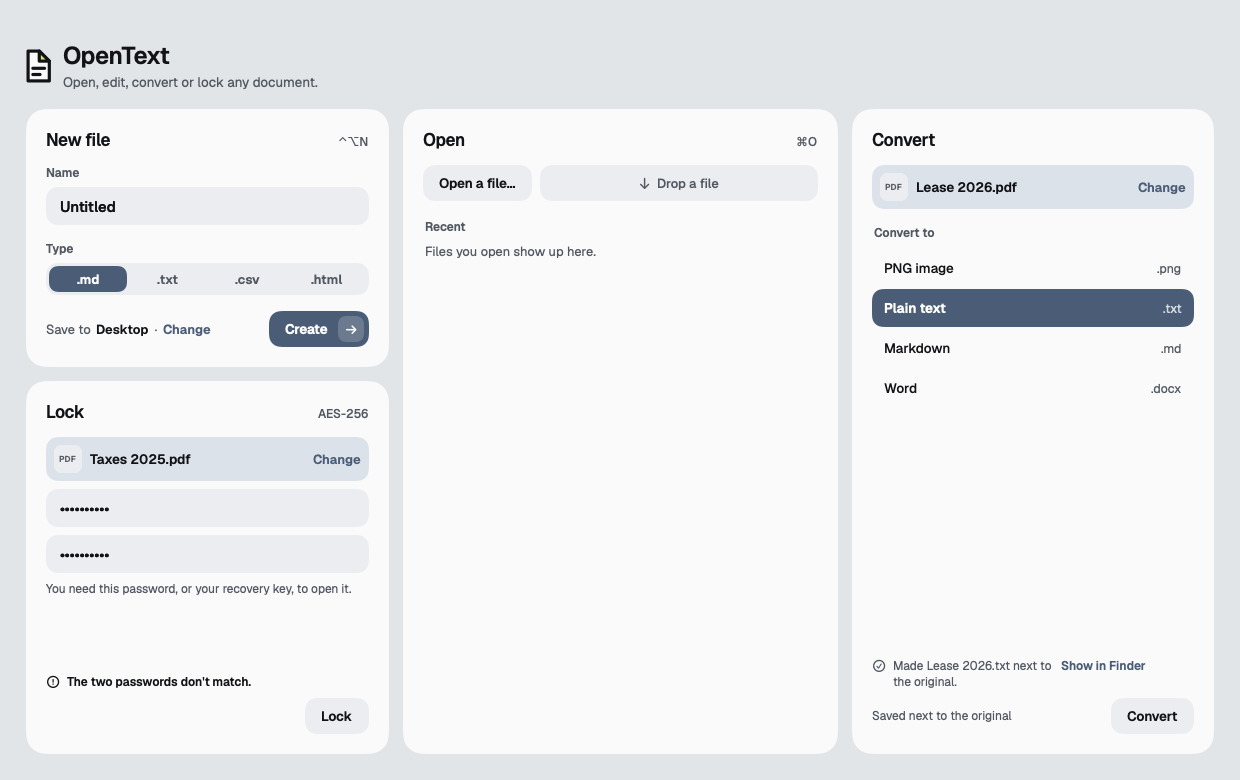 OpenText
Open, edit, convert or lock any document.
New file
^⌥N
Name
Untitled
Type
.md .txt .csv .html
Save to Desktop · Change
Create →
Lock
AES-256
PDF Taxes 2025.pdf Change
••••••••••
••••••••••
You need this password, or your recovery key, to open it.
The two passwords don't match.
Lock
Open
⌘O
Open a file...
↓ Drop a file
Recent
Files you open show up here.
Convert
PDF Lease 2026.pdf Change
Convert to
PNG image .png
Plain text .txt
Markdown .md
Word .docx
Made Lease 2026.txt next to Show in Finder
the original.
Saved next to the original
Convert